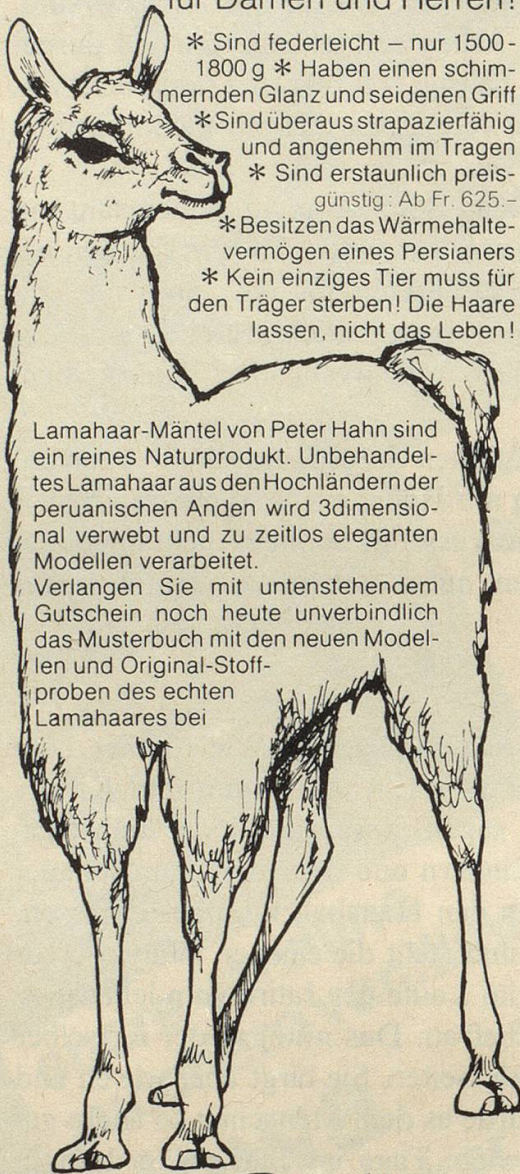 für Damen und Herren!
* Sind federleicht – nur 1500-
1800 g * Haben einen schim-
mernden Glanz und seidenen Griff
* Sind überaus strapazierfähig
und angenehm im Tragen
* Sind erstaunlich preis-
günstig: Ab Fr. 625.–
* Besitzen das Wärmehalte-
vermögen eines Persianers
* Kein einziges Tier muss für
den Träger sterben! Die Haare
lassen, nicht das Leben!
Lamahaar-Mäntel von Peter Hahn sind
ein reines Naturprodukt. Unbehandel-
tes Lamahaar aus den Hochländern der
peruanischen Anden wird 3dimensio-
nal verwebt und zu zeitlos eleganten
Modellen verarbeitet.
Verlangen Sie mit untenstehendem
Gutschein noch heute unverbindlich
das Musterbuch mit den neuen Model-
len und Original-Stoff-
proben des echten
Lamahaares bei